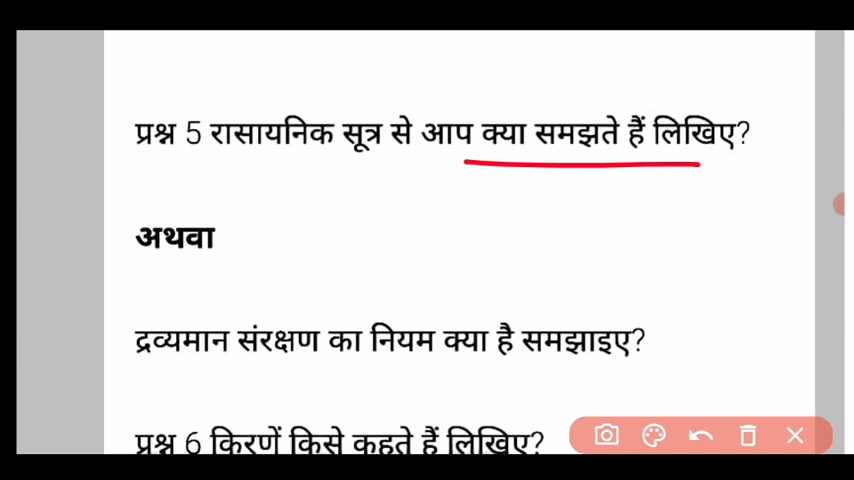 प्रश्न 5 रासायनिक सूत्र से आप क्या समझते हैं लिखिए?
अथवा
द्रव्यमान संरक्षण का नियम क्या है समझाइए?
प्रश्न 6 किरणें किसे कहते हैं लिखिए?